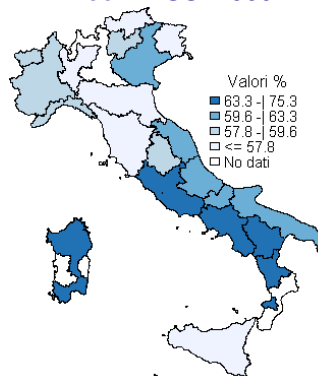 Valori %
63.3 -| 75.3
59.6 -| 63.3
57.8 -| 59.6
<= 57.8
No dati